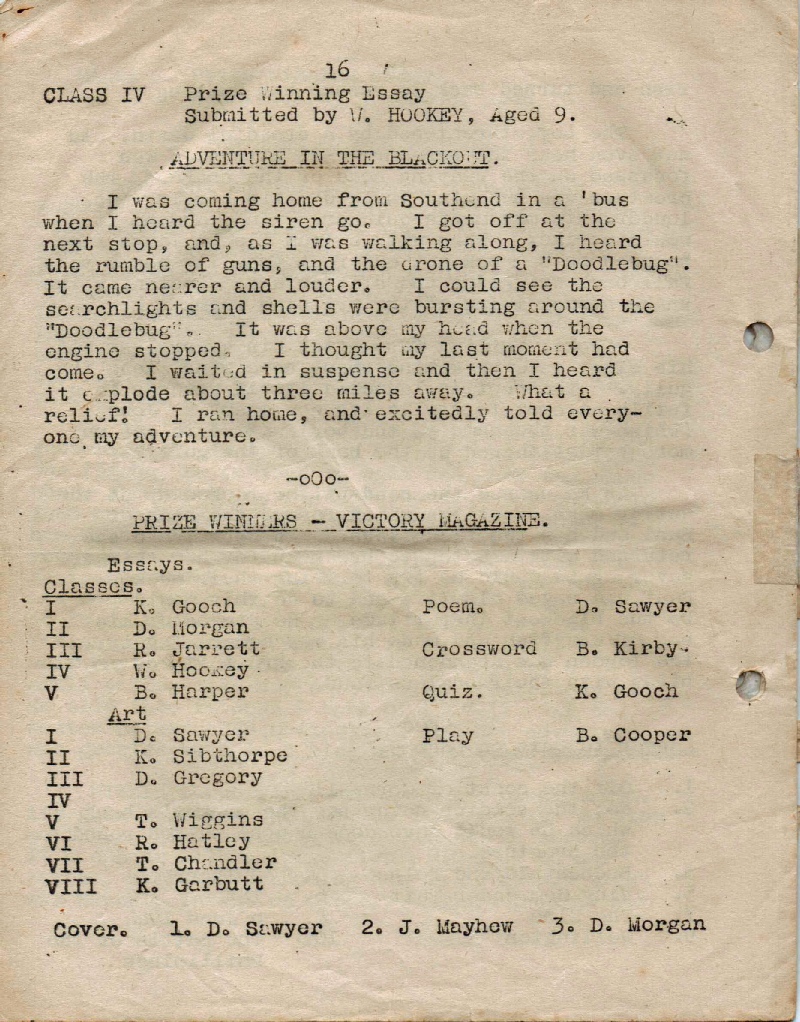 16
CLASS IV Prize Winning Essay
Submitted by W. HOOKEY, Aged 9.
ADVENTURE IN THE BLACKOUT.
I was coming home from Southend in a 'bus
when I heard the siren go. I got off at the
next stop, and, as I was walking along, I heard
the rumble of guns, and the drone of a "Doodlebug".
It came nearer and louder. I could see the
searchlights and shells were bursting around the
"Doodlebug". It was above my head when the
engine stopped. I thought my last moment had
come. I waited in suspense and then I heard
it explode about three miles away. What a
relief! I ran home, and excitedly told every-
one my adventure.
-oOo-
PRIZE WINNERS - VICTORY MAGAZINE.
Essays.
Classes.
I K. Gooch Poem. D. Sawyer
II D. Morgan
III R. Jarrett Crossword B. Kirby
IV W. Hookey
V B. Harper Quiz. K. Gooch
Art
I D. Sawyer Play B. Cooper
II K. Sibthorpe
III D. Gregory
IV
V T. Wiggins
VI R. Hatley
VII T. Chandler
VIII K. Garbutt
Cover. 1. D. Sawyer 2. J. Mayhew 3. D. Morgan